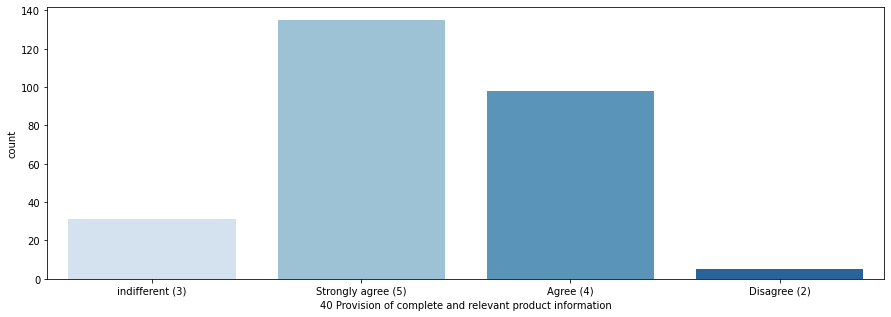 140
120
100
80
60
40
20
0
count
indifferent (3) Strongly agree (5) Agree (4) Disagree (2)
40 Provision of complete and relevant product information